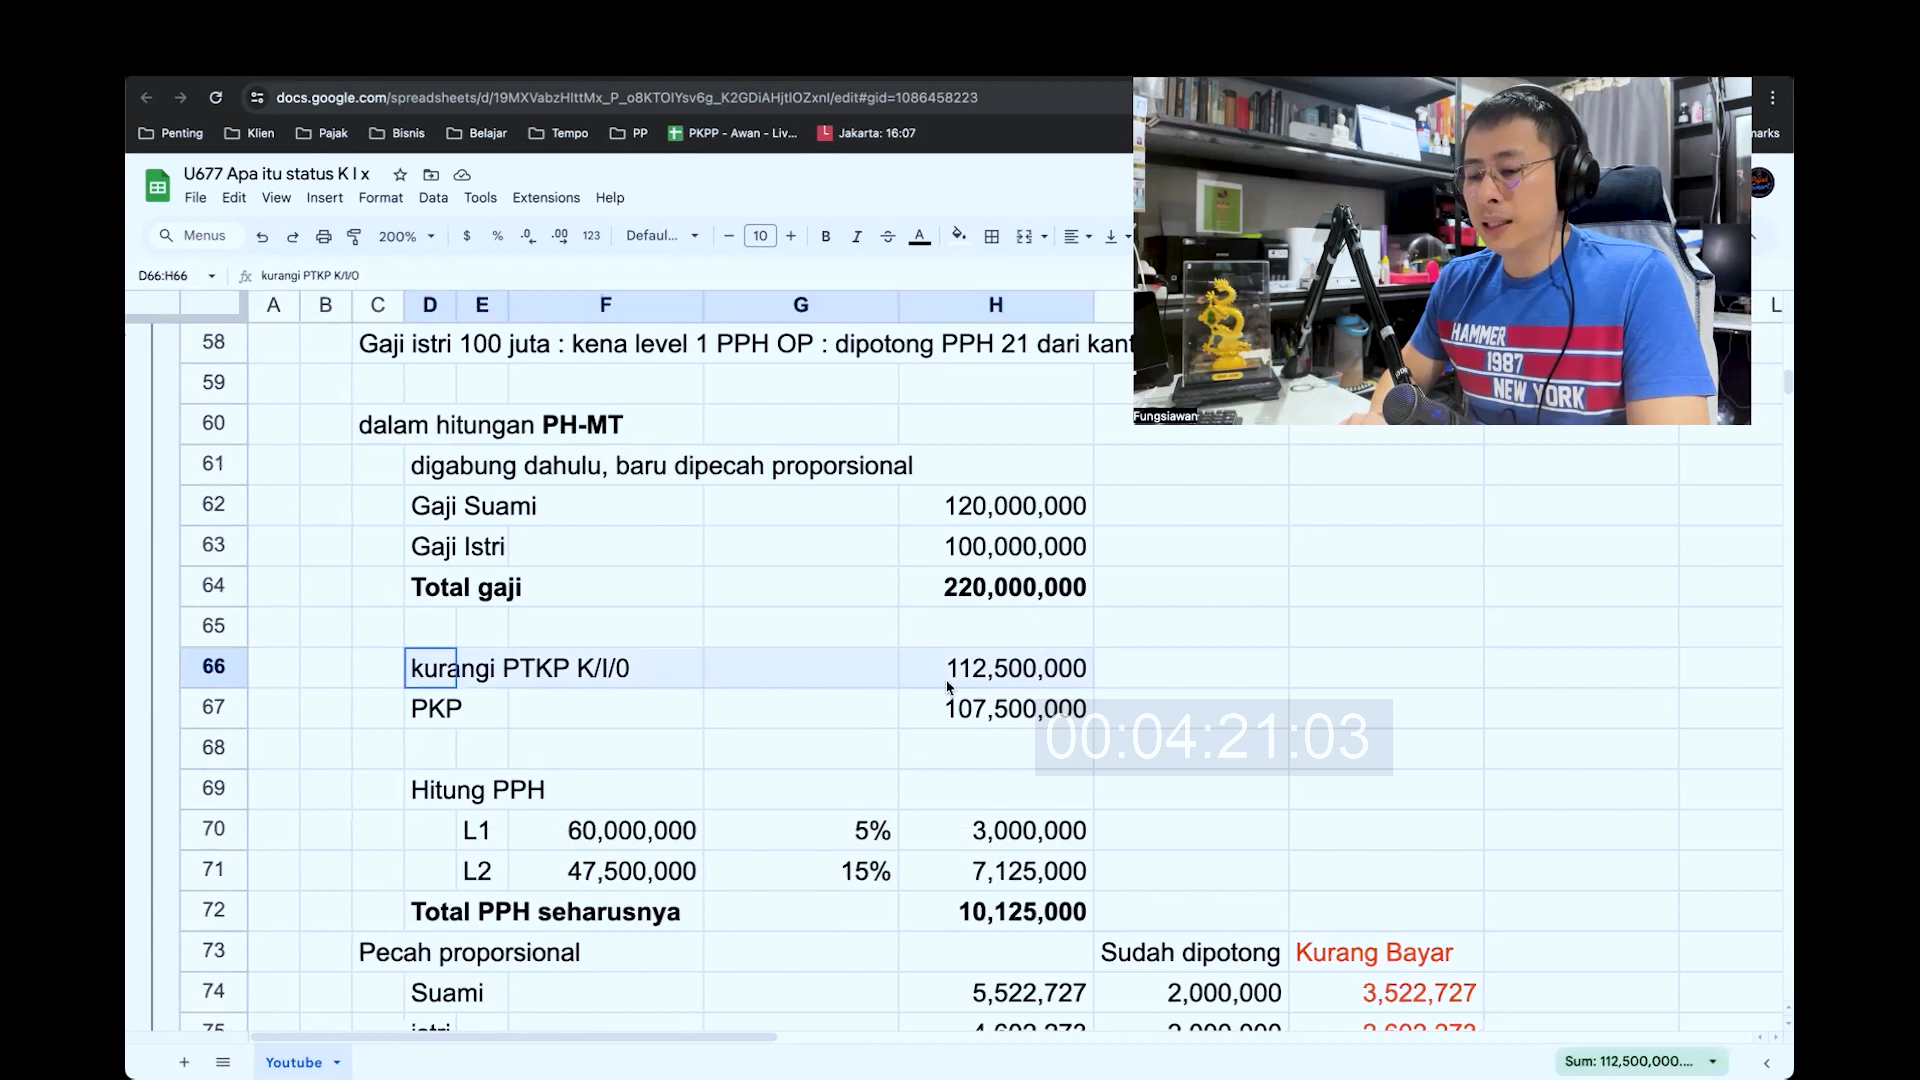 docs.google.com/spreadsheets/d/19MXVabzHIttMx_P_o8KTOIYsv6g_K2GDiAHjtIOZxnI/edit#gid=1086458223
Penting Klien Pajak Bisnis Belajar Tempo PP PKPP - Awan - Liv... Jakarta: 16:07 marks
U677 Apa itu status K I x
File Edit View Insert Format Data Tools Extensions Help
Menus 200% $ % .0 .00 123 Defaul... 10 B I A
D66:H66 fx kurangi PTKP K/I/0
A B C D E F G H L
58 Gaji istri 100 juta : kena level 1 PPH OP : dipotong PPH 21 dari kant
59
60 dalam hitungan PH-MT
61 digabung dahulu, baru dipecah proporsional
62 Gaji Suami 120,000,000
63 Gaji Istri 100,000,000
64 Total gaji 220,000,000
65
66 kurangi PTKP K/I/0 112,500,000
67 PKP 107,500,000
68
69 Hitung PPH
70 L1 60,000,000 5% 3,000,000
71 L2 47,500,000 15% 7,125,000
72 Total PPH seharusnya 10,125,000
73 Pecah proporsional Sudah dipotong Kurang Bayar
74 Suami 5,522,727 2,000,000 3,522,727
75 istri
Youtube Sum: 112,500,000....
00:04:21:03
HAMMER
1987
NEW YORK
Fungsiawan